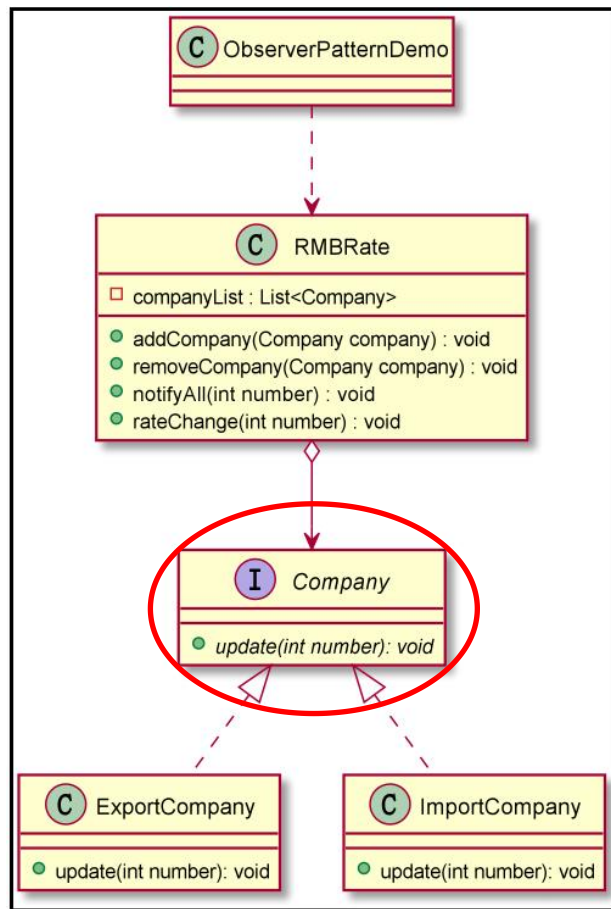 C ObserverPatternDemo
C RMBRate
companyList : List<Company>
addCompany(Company company) : void
removeCompany(Company company) : void
notifyAll(int number) : void
rateChange(int number) : void
I Company
update(int number): void
C ExportCompany
update(int number): void
C ImportCompany
update(int number): void